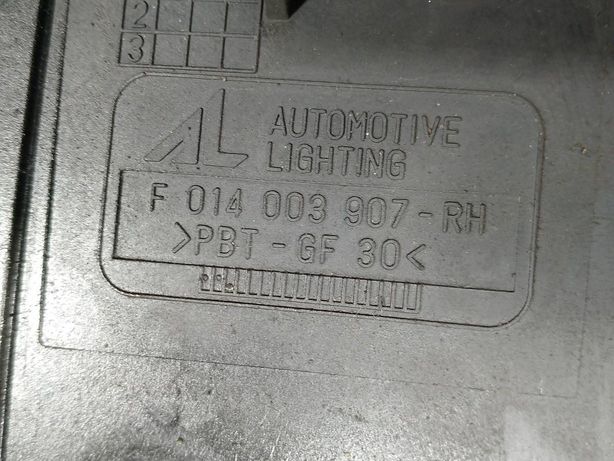 2
3
AL AUTOMOTIVE
LIGHTING
F 014 003 907-RH
>PBT-GF 30<